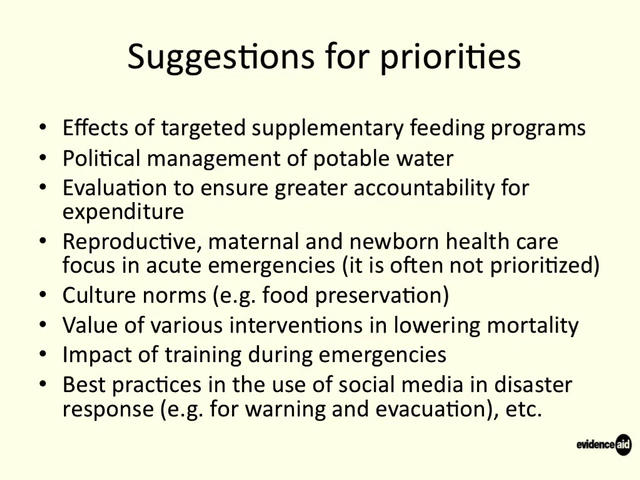 Suggestions for priorities
• Effects of targeted supplementary feeding programs
• Political management of potable water
• Evaluation to ensure greater accountability for
expenditure
• Reproductive, maternal and newborn health care
focus in acute emergencies (it is often not prioritized)
• Culture norms (e.g. food preservation)
• Value of various interventions in lowering mortality
• Impact of training during emergencies
• Best practices in the use of social media in disaster
response (e.g. for warning and evacuation), etc.
evidence aid